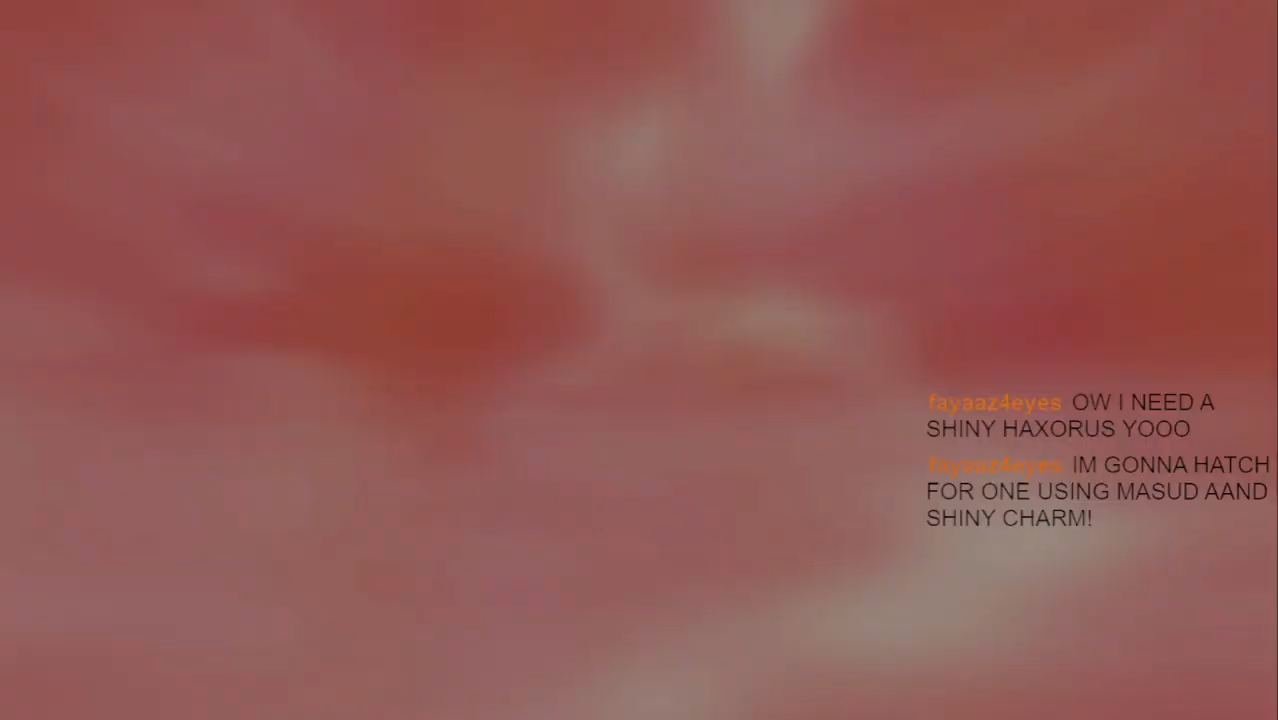 fayaaz4eyes OW I NEED A
SHINY HAXORUS YOOO
fayaaz4eyes IM GONNA HATCH
FOR ONE USING MASUD AAND
SHINY CHARM!